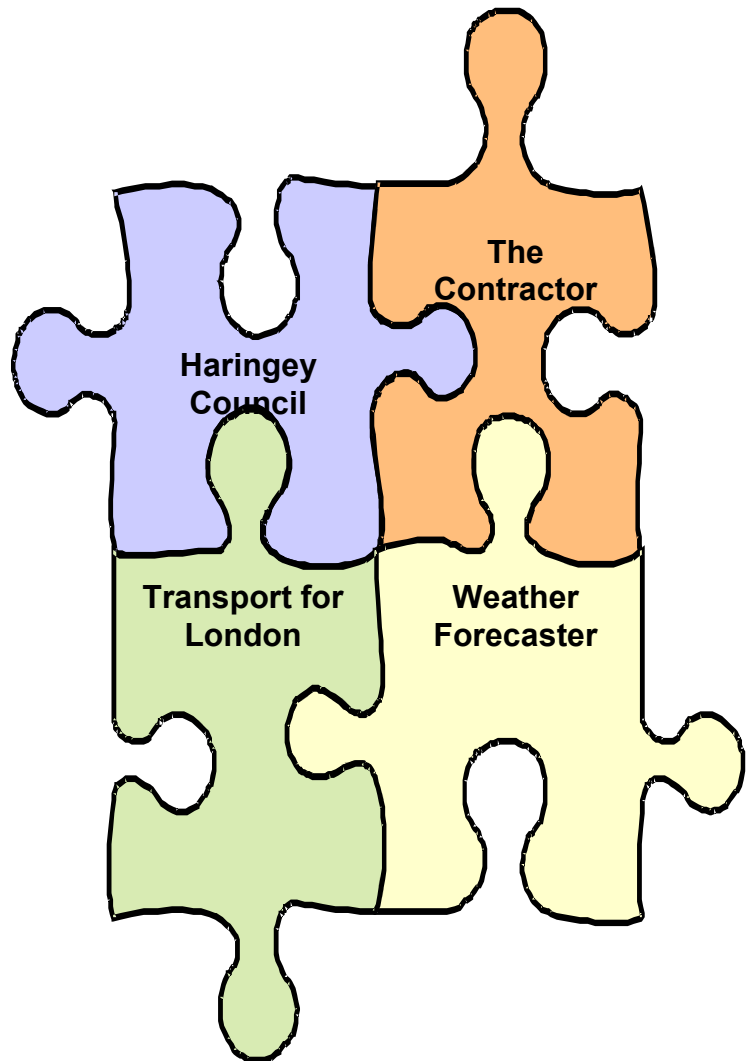 The
Contractor
Haringey
Council
Transport for
London
Weather
Forecaster